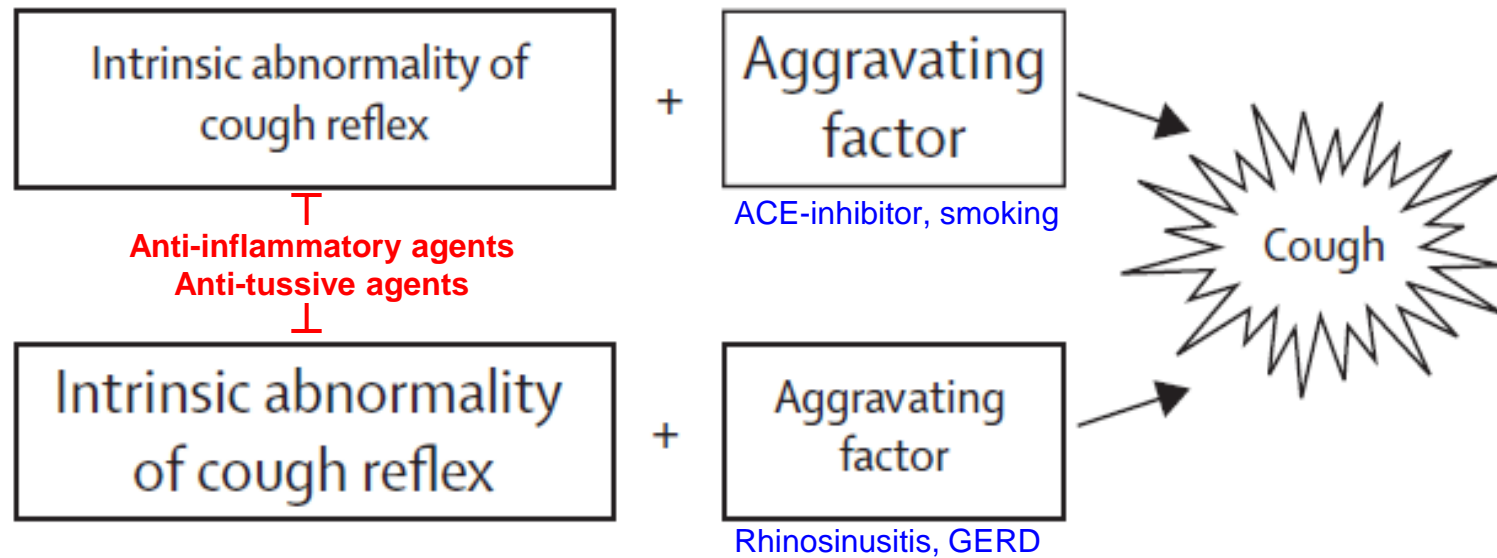 Intrinsic abnormality of
cough reflex
+
Aggravating
factor
ACE-inhibitor, smoking
Anti-inflammatory agents
Anti-tussive agents
Cough
Intrinsic abnormality
of cough reflex
+
Aggravating
factor
Rhinosinusitis, GERD